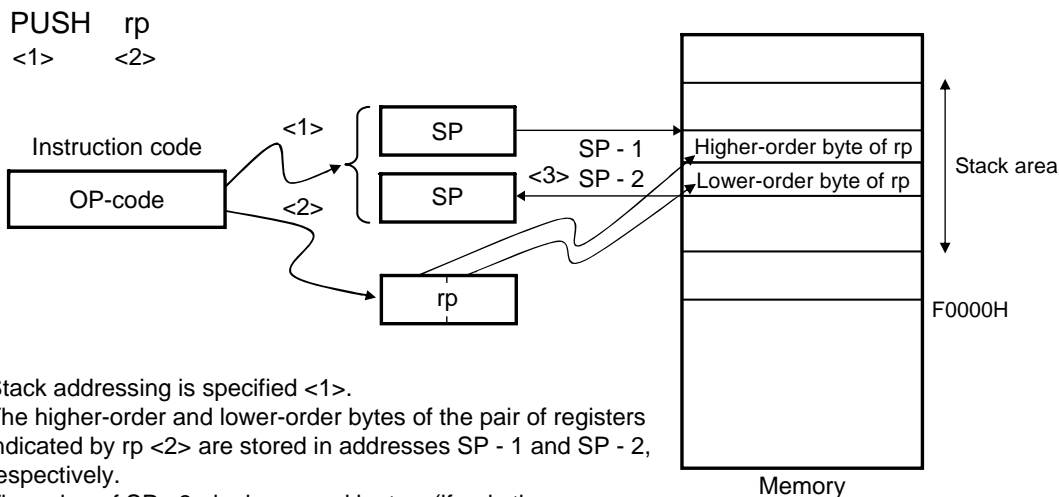 PUSH rp
<1> <2>
Instruction code
OP-code
<1>
<2>
SP
SP
rp
SP - 1
<3> SP - 2
Higher-order byte of rp
Lower-order byte of rp
Stack area
F0000H
Memory
Stack addressing is specified <1>.
The higher-order and lower-order bytes of the pair of registers
indicated by rp <2> are stored in addresses SP - 1 and SP - 2,
respectively.